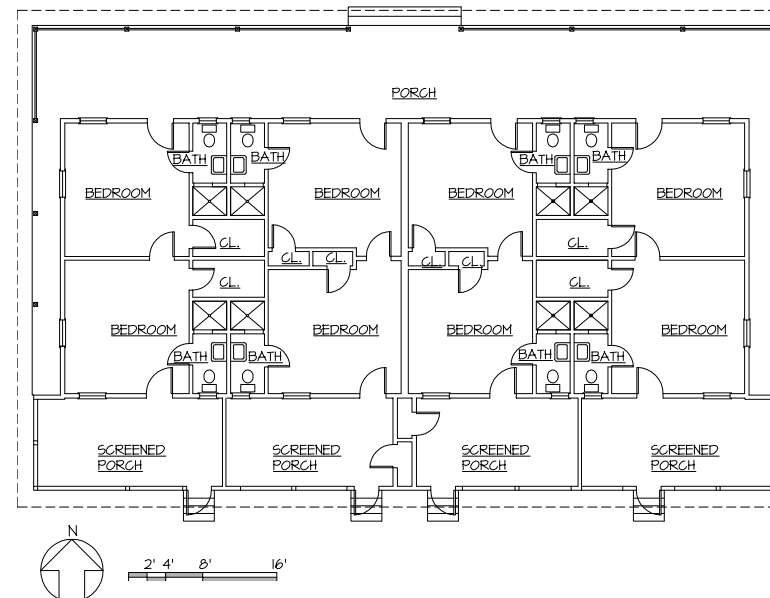 PORCH
BATH BATH BATH BATH
BEDROOM BEDROOM BEDROOM BEDROOM
CL. CL.
CL. CL. CL. CL.
CL. CL.
BEDROOM BEDROOM BEDROOM BEDROOM
BATH BATH BATH BATH
SCREENED PORCH
SCREENED PORCH
SCREENED PORCH
SCREENED PORCH
N
2' 4' 8' 16'